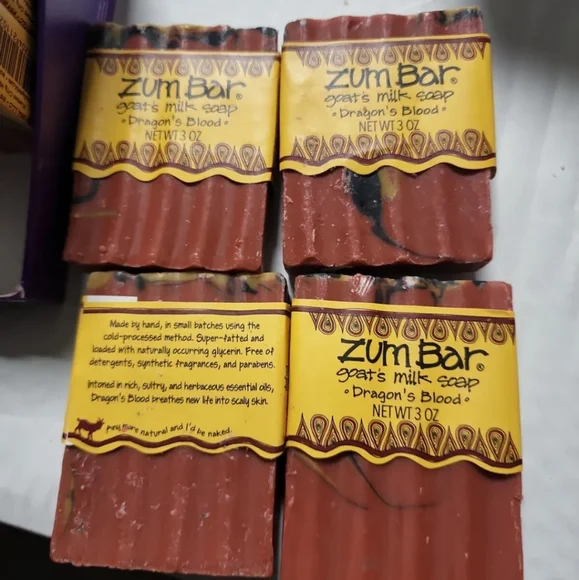 Zum Bar®
goat's milk soap
• Dragon's Blood •
NET WT 3 OZ
Zum Bar®
goat's milk soap
• Dragon's Blood •
NET WT 3 OZ
Made by hand, in small batches using the
cold-processed method. Super-fatted and
loaded with naturally occurring glycerin. Free of
detergents, synthetic fragrances, and parabens.
Intoned in rich, sultry, and herbaceous essential oils,
Dragon's Blood breathes new life into scaly skin.
more natural and I'd be naked.
Zum Bar®
goat's milk soap
• Dragon's Blood •
NET WT 3 OZ